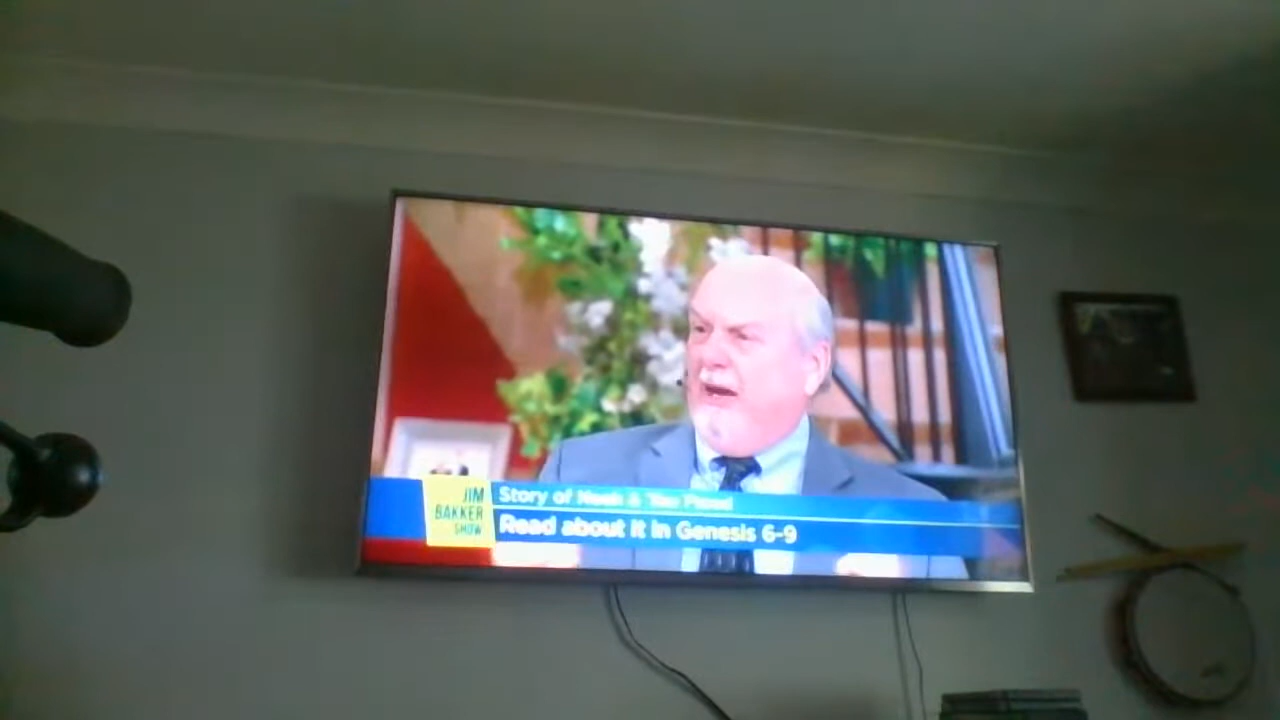 JIM
BAKKER
SHOW
Story of Noah & The Flood
Read about it in Genesis 6-9